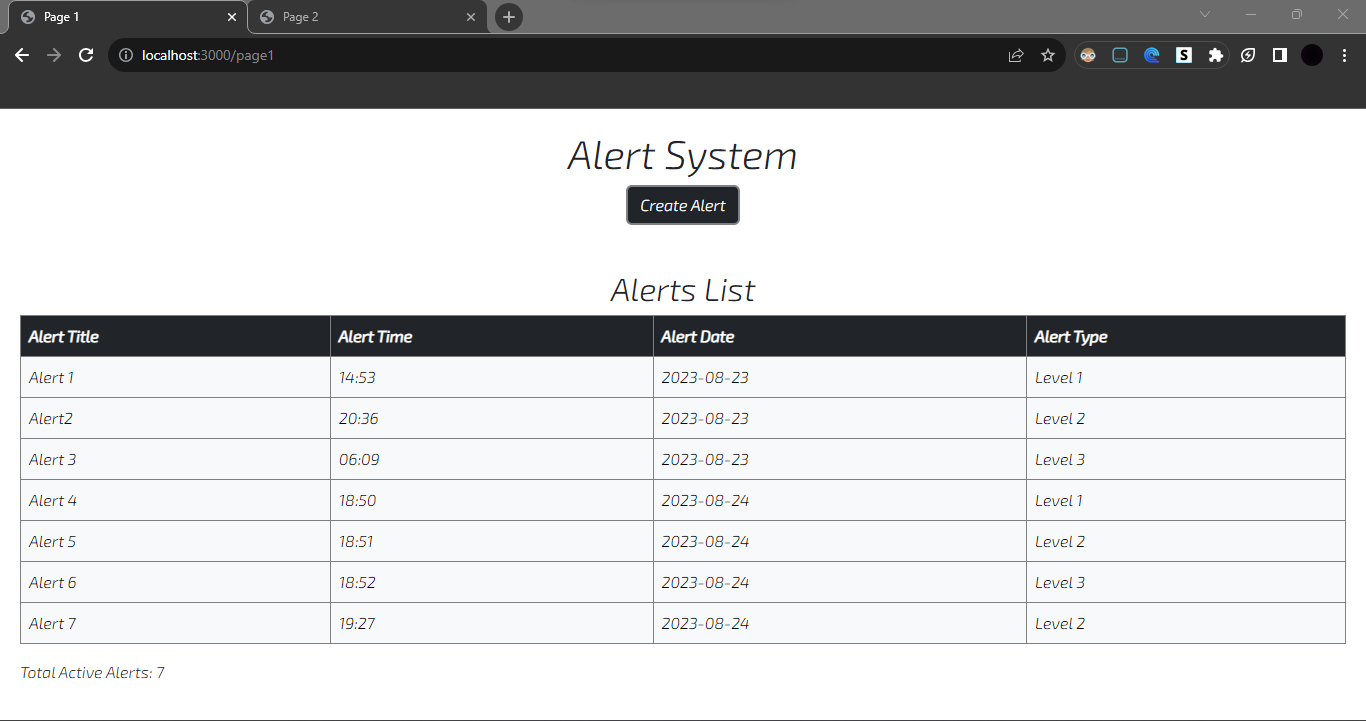 Page 1
Page 2
localhost:3000/page1
S
Alert System
Create Alert
Alerts List
Alert Title Alert Time Alert Date Alert Type
Alert 1 14:53 2023-08-23 Level 1
Alert2 20:36 2023-08-23 Level 2
Alert 3 06:09 2023-08-23 Level 3
Alert 4 18:50 2023-08-24 Level 1
Alert 5 18:51 2023-08-24 Level 2
Alert 6 18:52 2023-08-24 Level 3
Alert 7 19:27 2023-08-24 Level 2
Total Active Alerts: 7